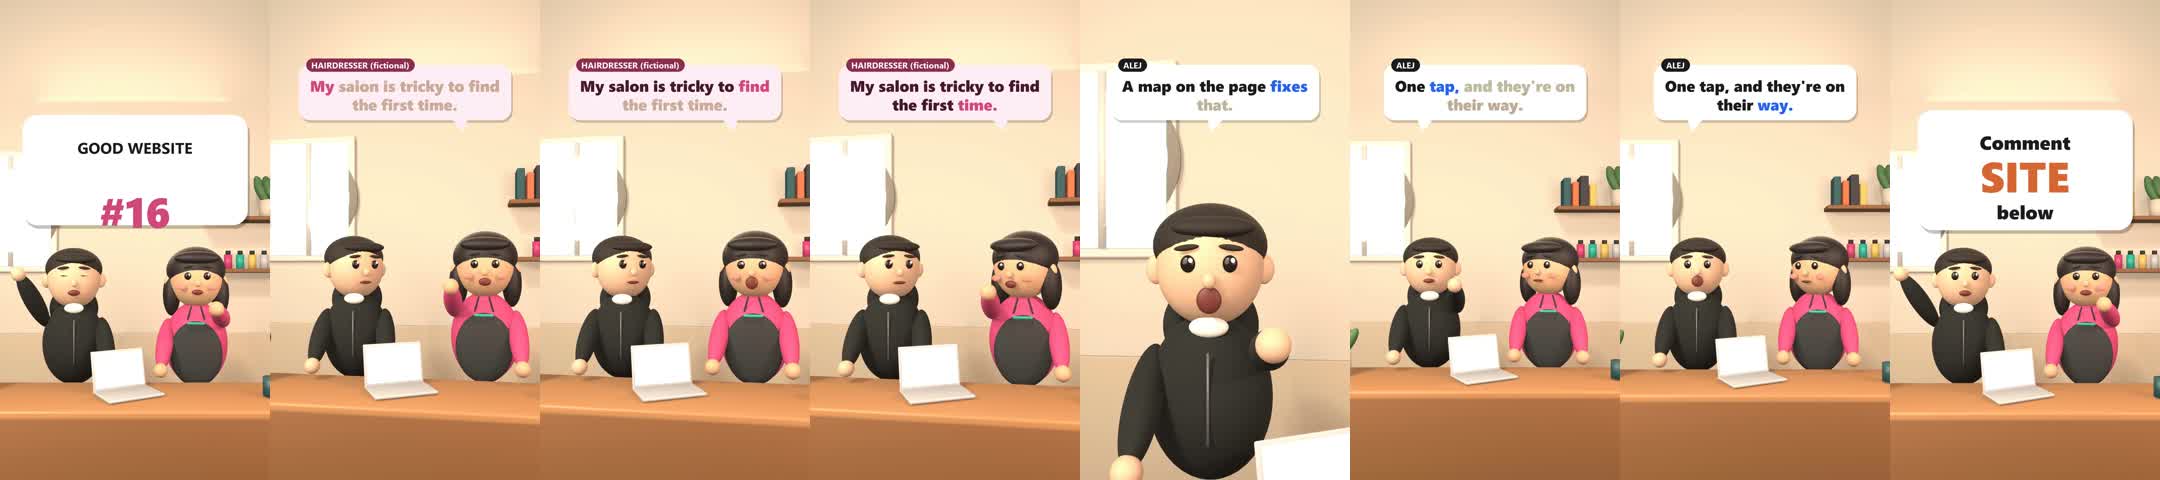 GOOD WEBSITE
#16
HAIRDRESSER (fictional)
My salon is tricky to find
the first time.
HAIRDRESSER (fictional)
My salon is tricky to find
the first time.
HAIRDRESSER (fictional)
My salon is tricky to find
the first time.
ALEJ
A map on the page fixes
that.
ALEJ
One tap, and they're on
their way.
ALEJ
One tap, and they're on
their way.
Comment
SITE
below